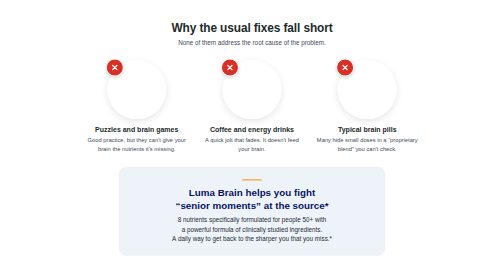 Why the usual fixes fall short
None of them address the root cause of the problem.
Puzzles and brain games
Good practice, but they can't give your
brain the nutrients it's missing.
Coffee and energy drinks
A quick jolt that fades. It doesn't feed
your brain.
Typical brain pills
Many hide small doses in a "proprietary
blend" you can't check.
Luma Brain helps you fight
“senior moments” at the source*
8 nutrients specifically formulated for people 50+ with
a powerful formula of clinically studied ingredients.
A daily way to get back to the sharper you that you miss.*